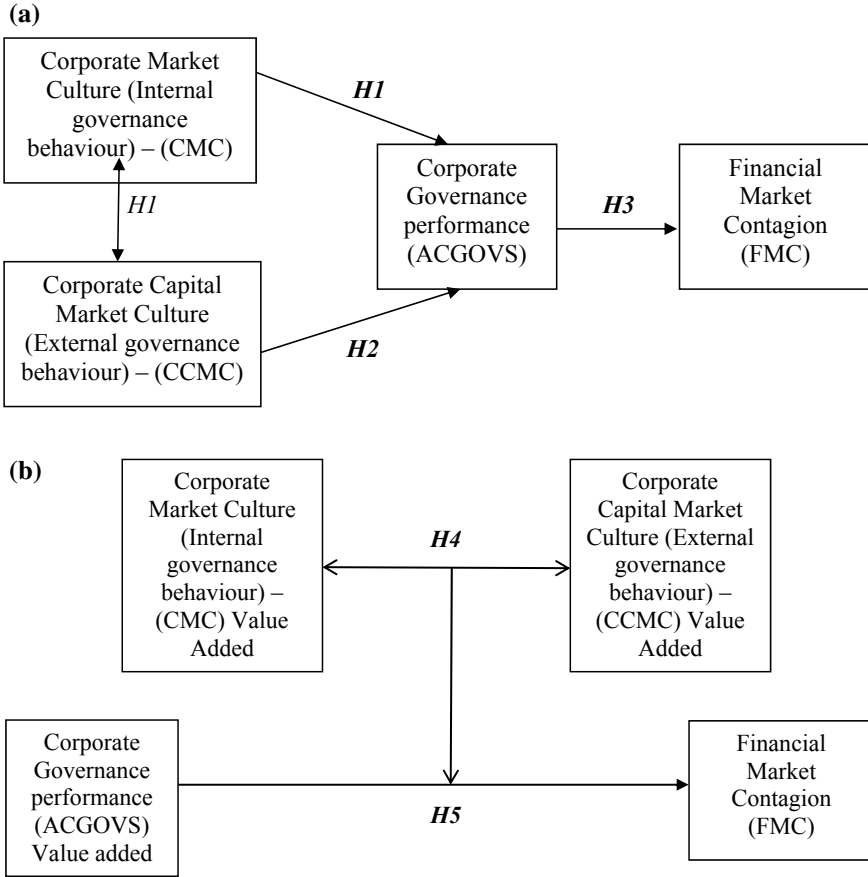 (a)
Corporate Market
Culture (Internal
governance
behaviour) – (CMC)
H1
H1
Corporate Capital
Market Culture
(External governance
behaviour) – (CCMC)
H2
Corporate
Governance
performance
(ACGOVS)
H3
Financial
Market
Contagion
(FMC)
(b)
Corporate
Market Culture
(Internal
governance
behaviour) –
(CMC) Value
Added
H4
Corporate
Capital Market
Culture (External
governance
behaviour) –
(CCMC) Value
Added
Corporate
Governance
performance
(ACGOVS)
Value added
H5
Financial
Market
Contagion
(FMC)